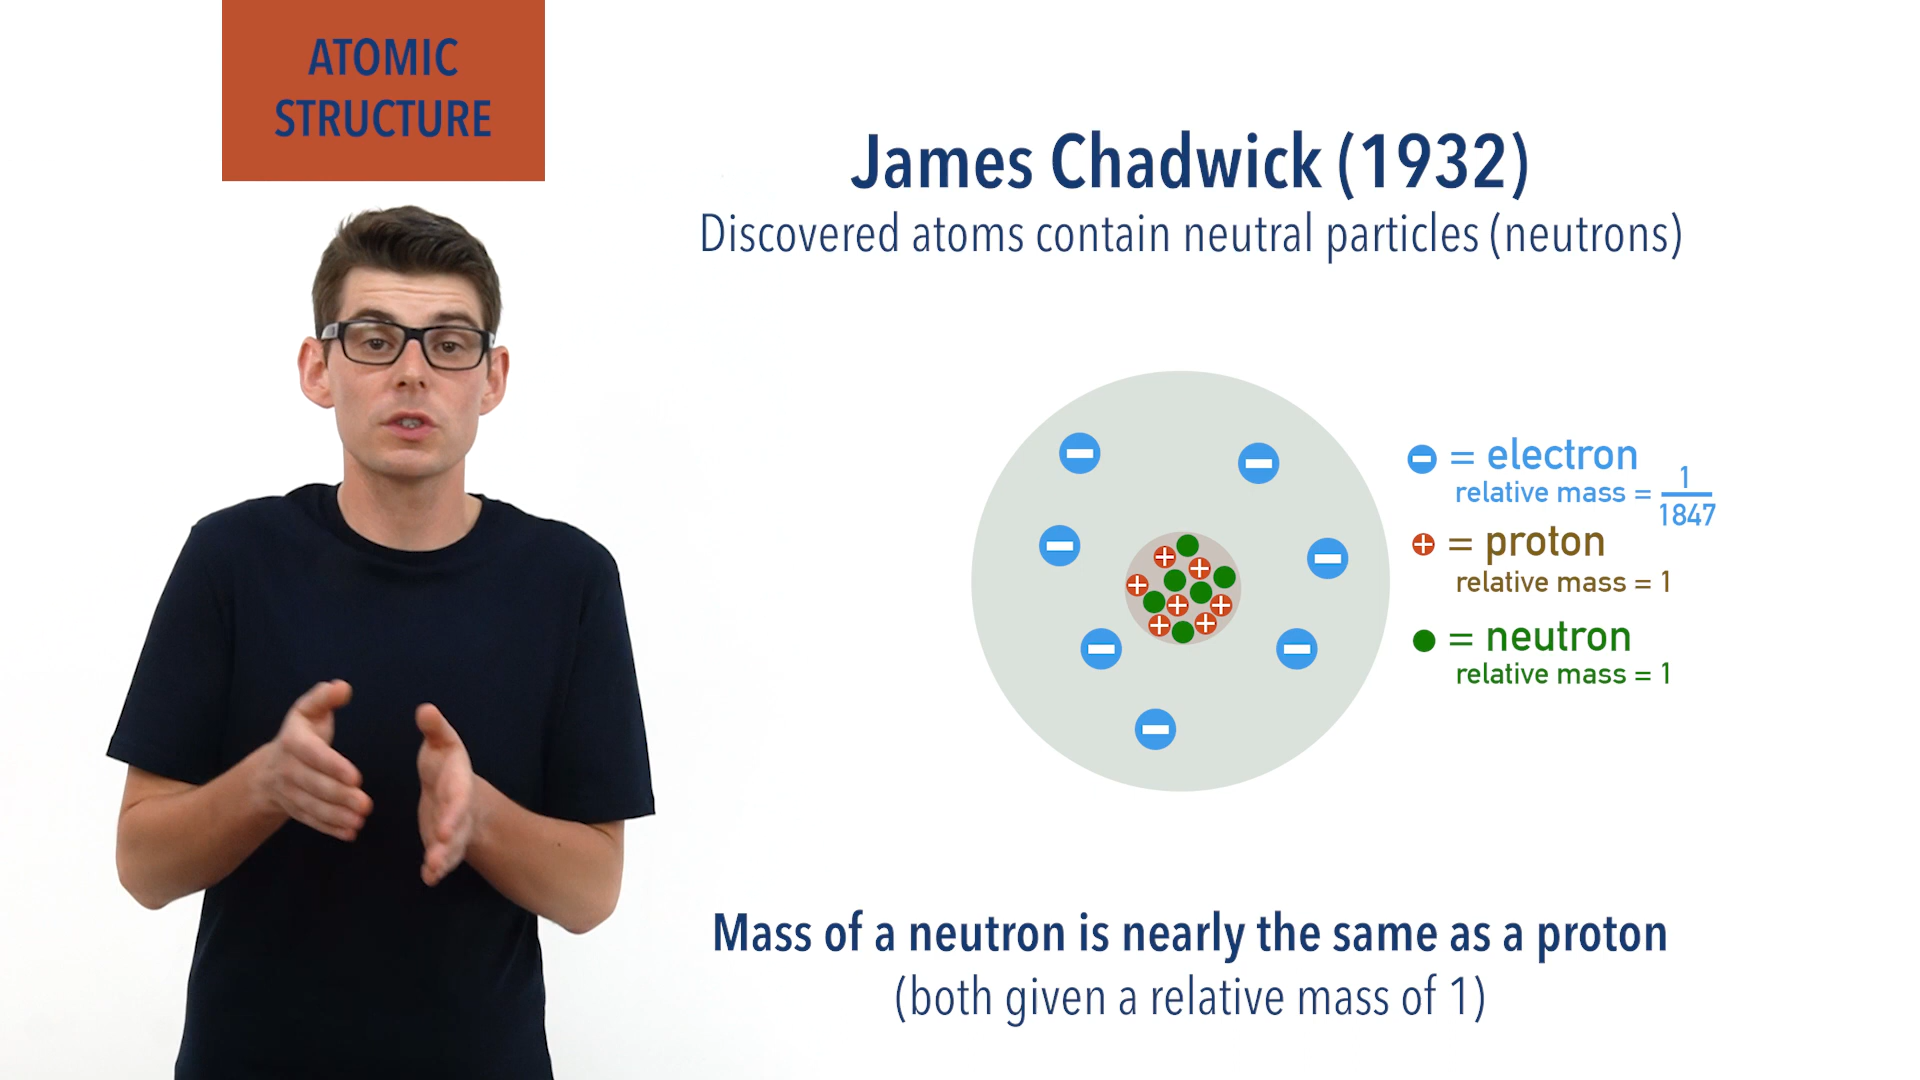 ATOMIC
STRUCTURE
James Chadwick (1932)
Discovered atoms contain neutral particles (neutrons)
= electron
relative mass = 1/1847
= proton
relative mass = 1
= neutron
relative mass = 1
Mass of a neutron is nearly the same as a proton
(both given a relative mass of 1)